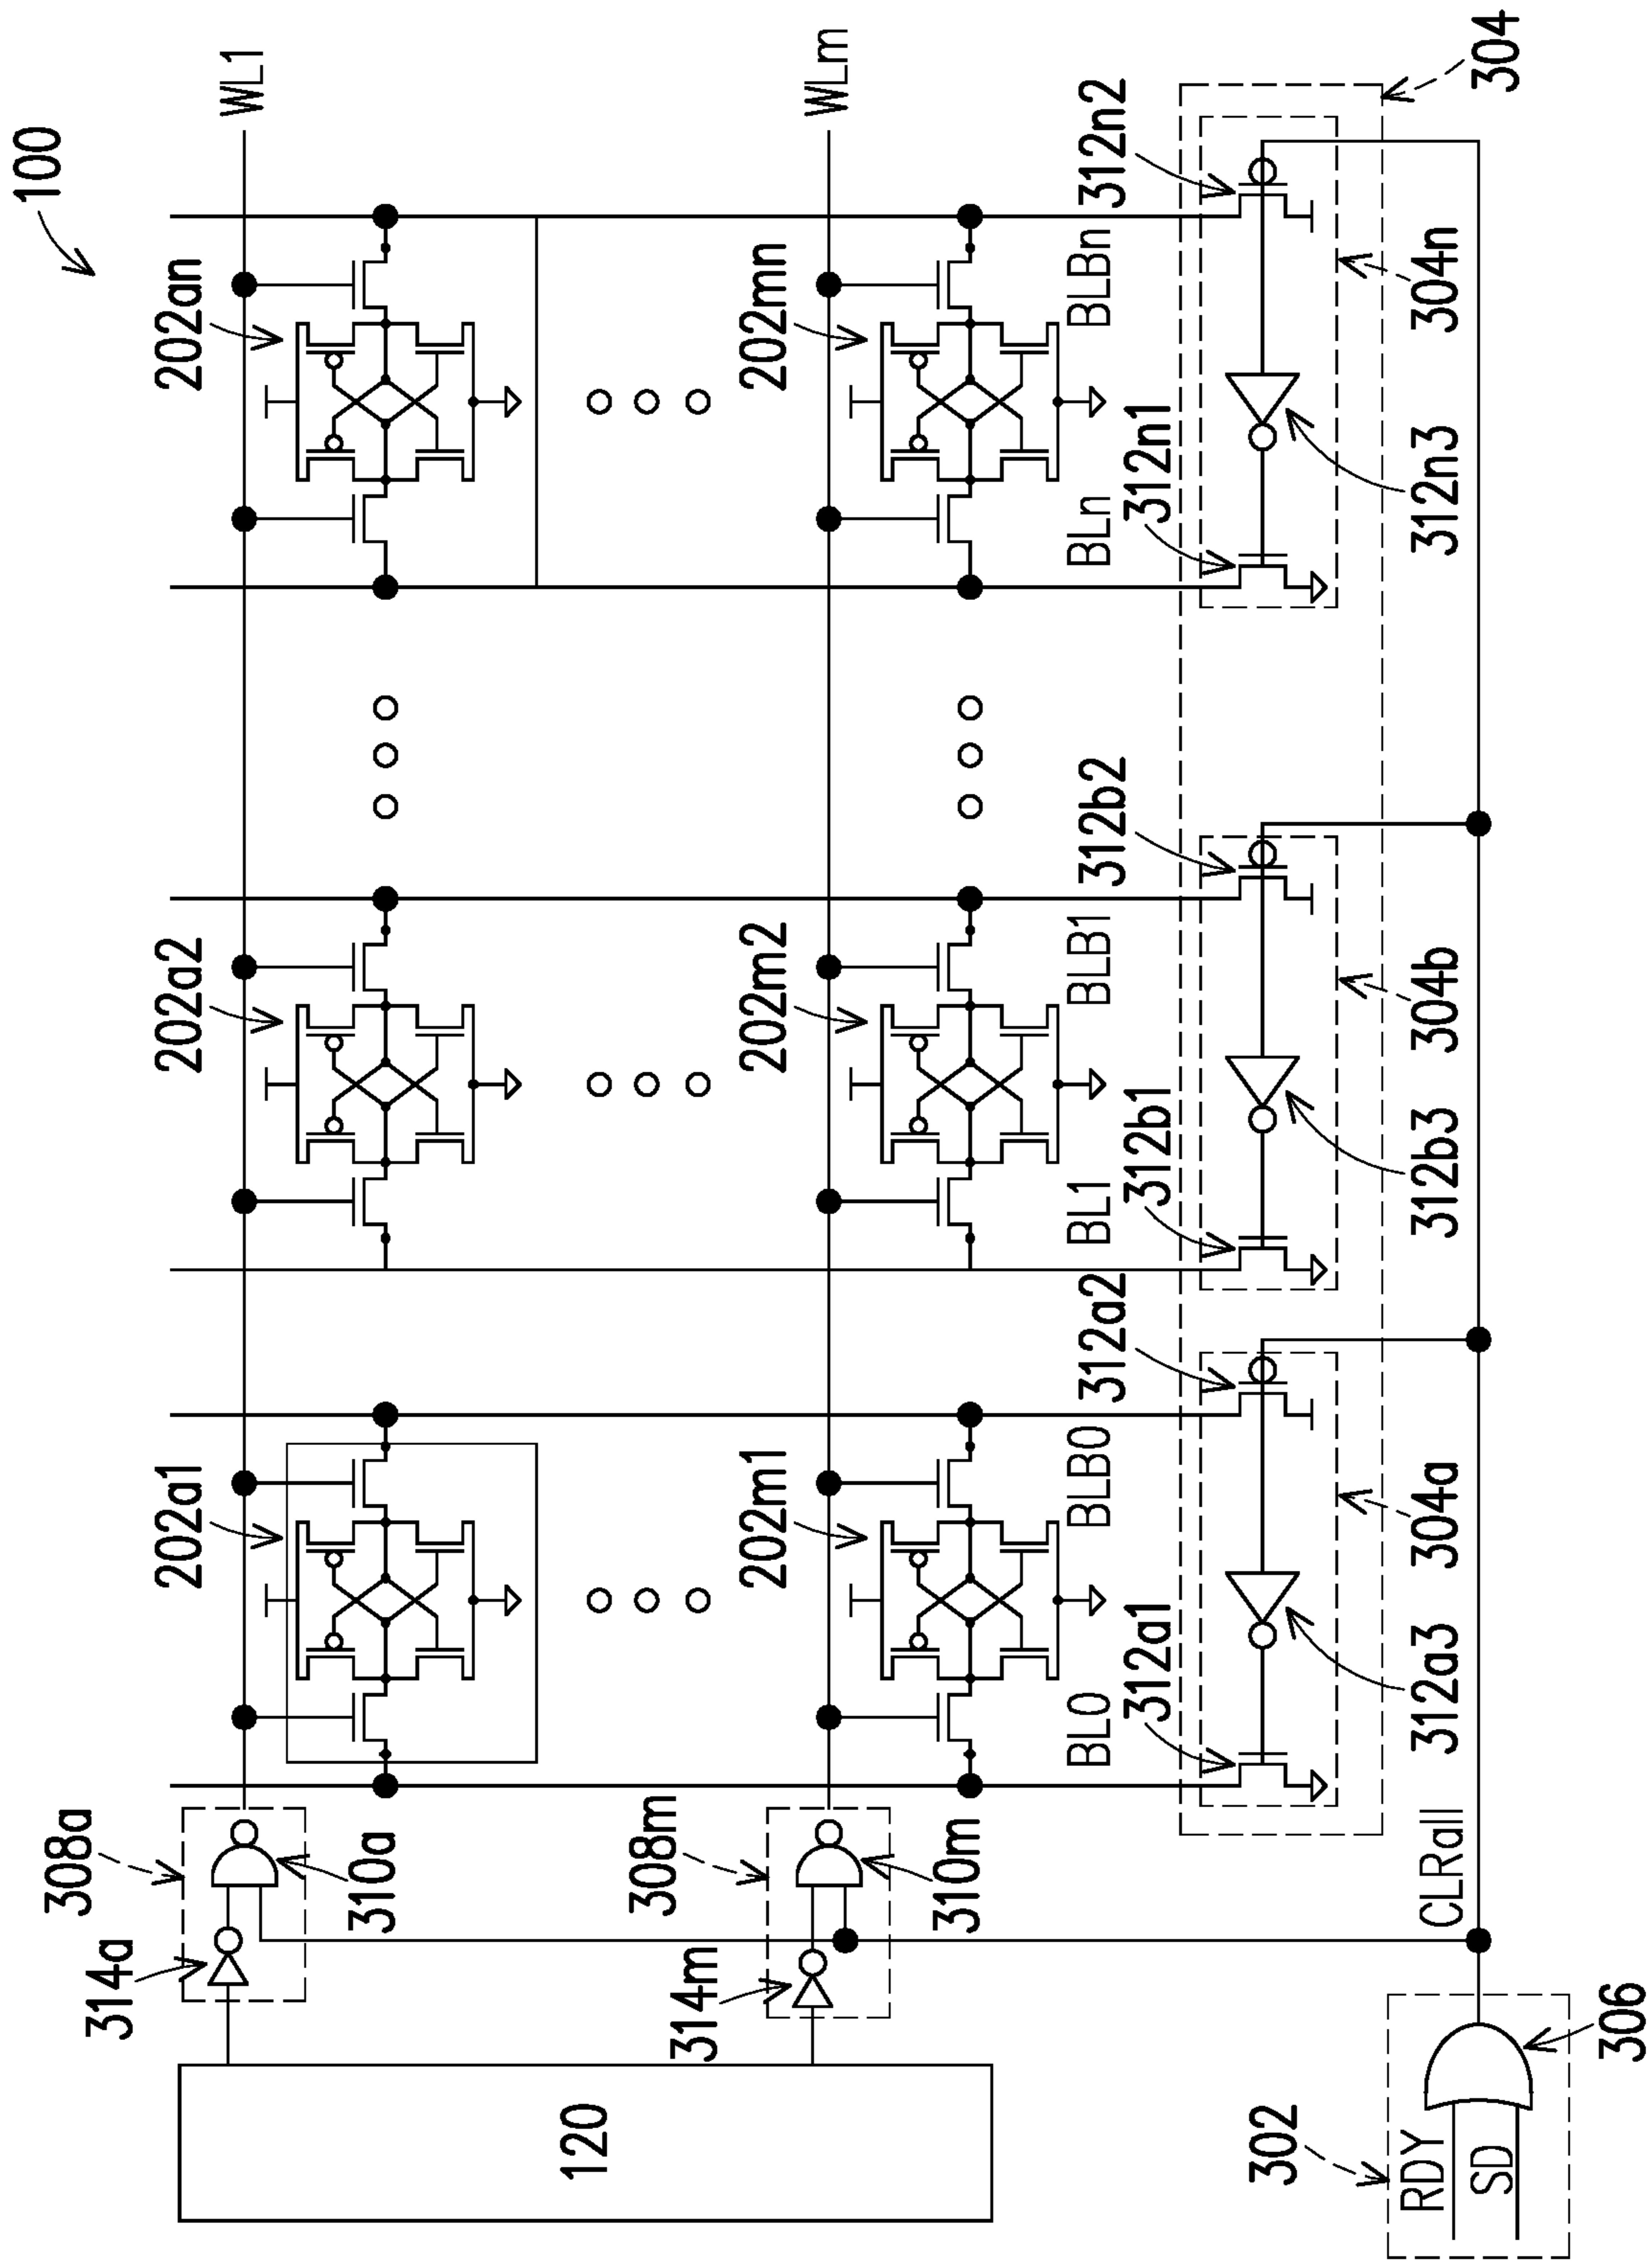 100
WL1
308a
314a
310a
202a1
202a2
202an
120
WLm
308m
314m
310m
202m1
202m2
202mn
BL0
BLB0
BL1
BLB1
BLn
BLBn
312a1
312a2
312b1
312b2
312n1
312n2
312a3
304a
312b3
304b
312n3
304n
304
CLRall
302
RDY
SD
306